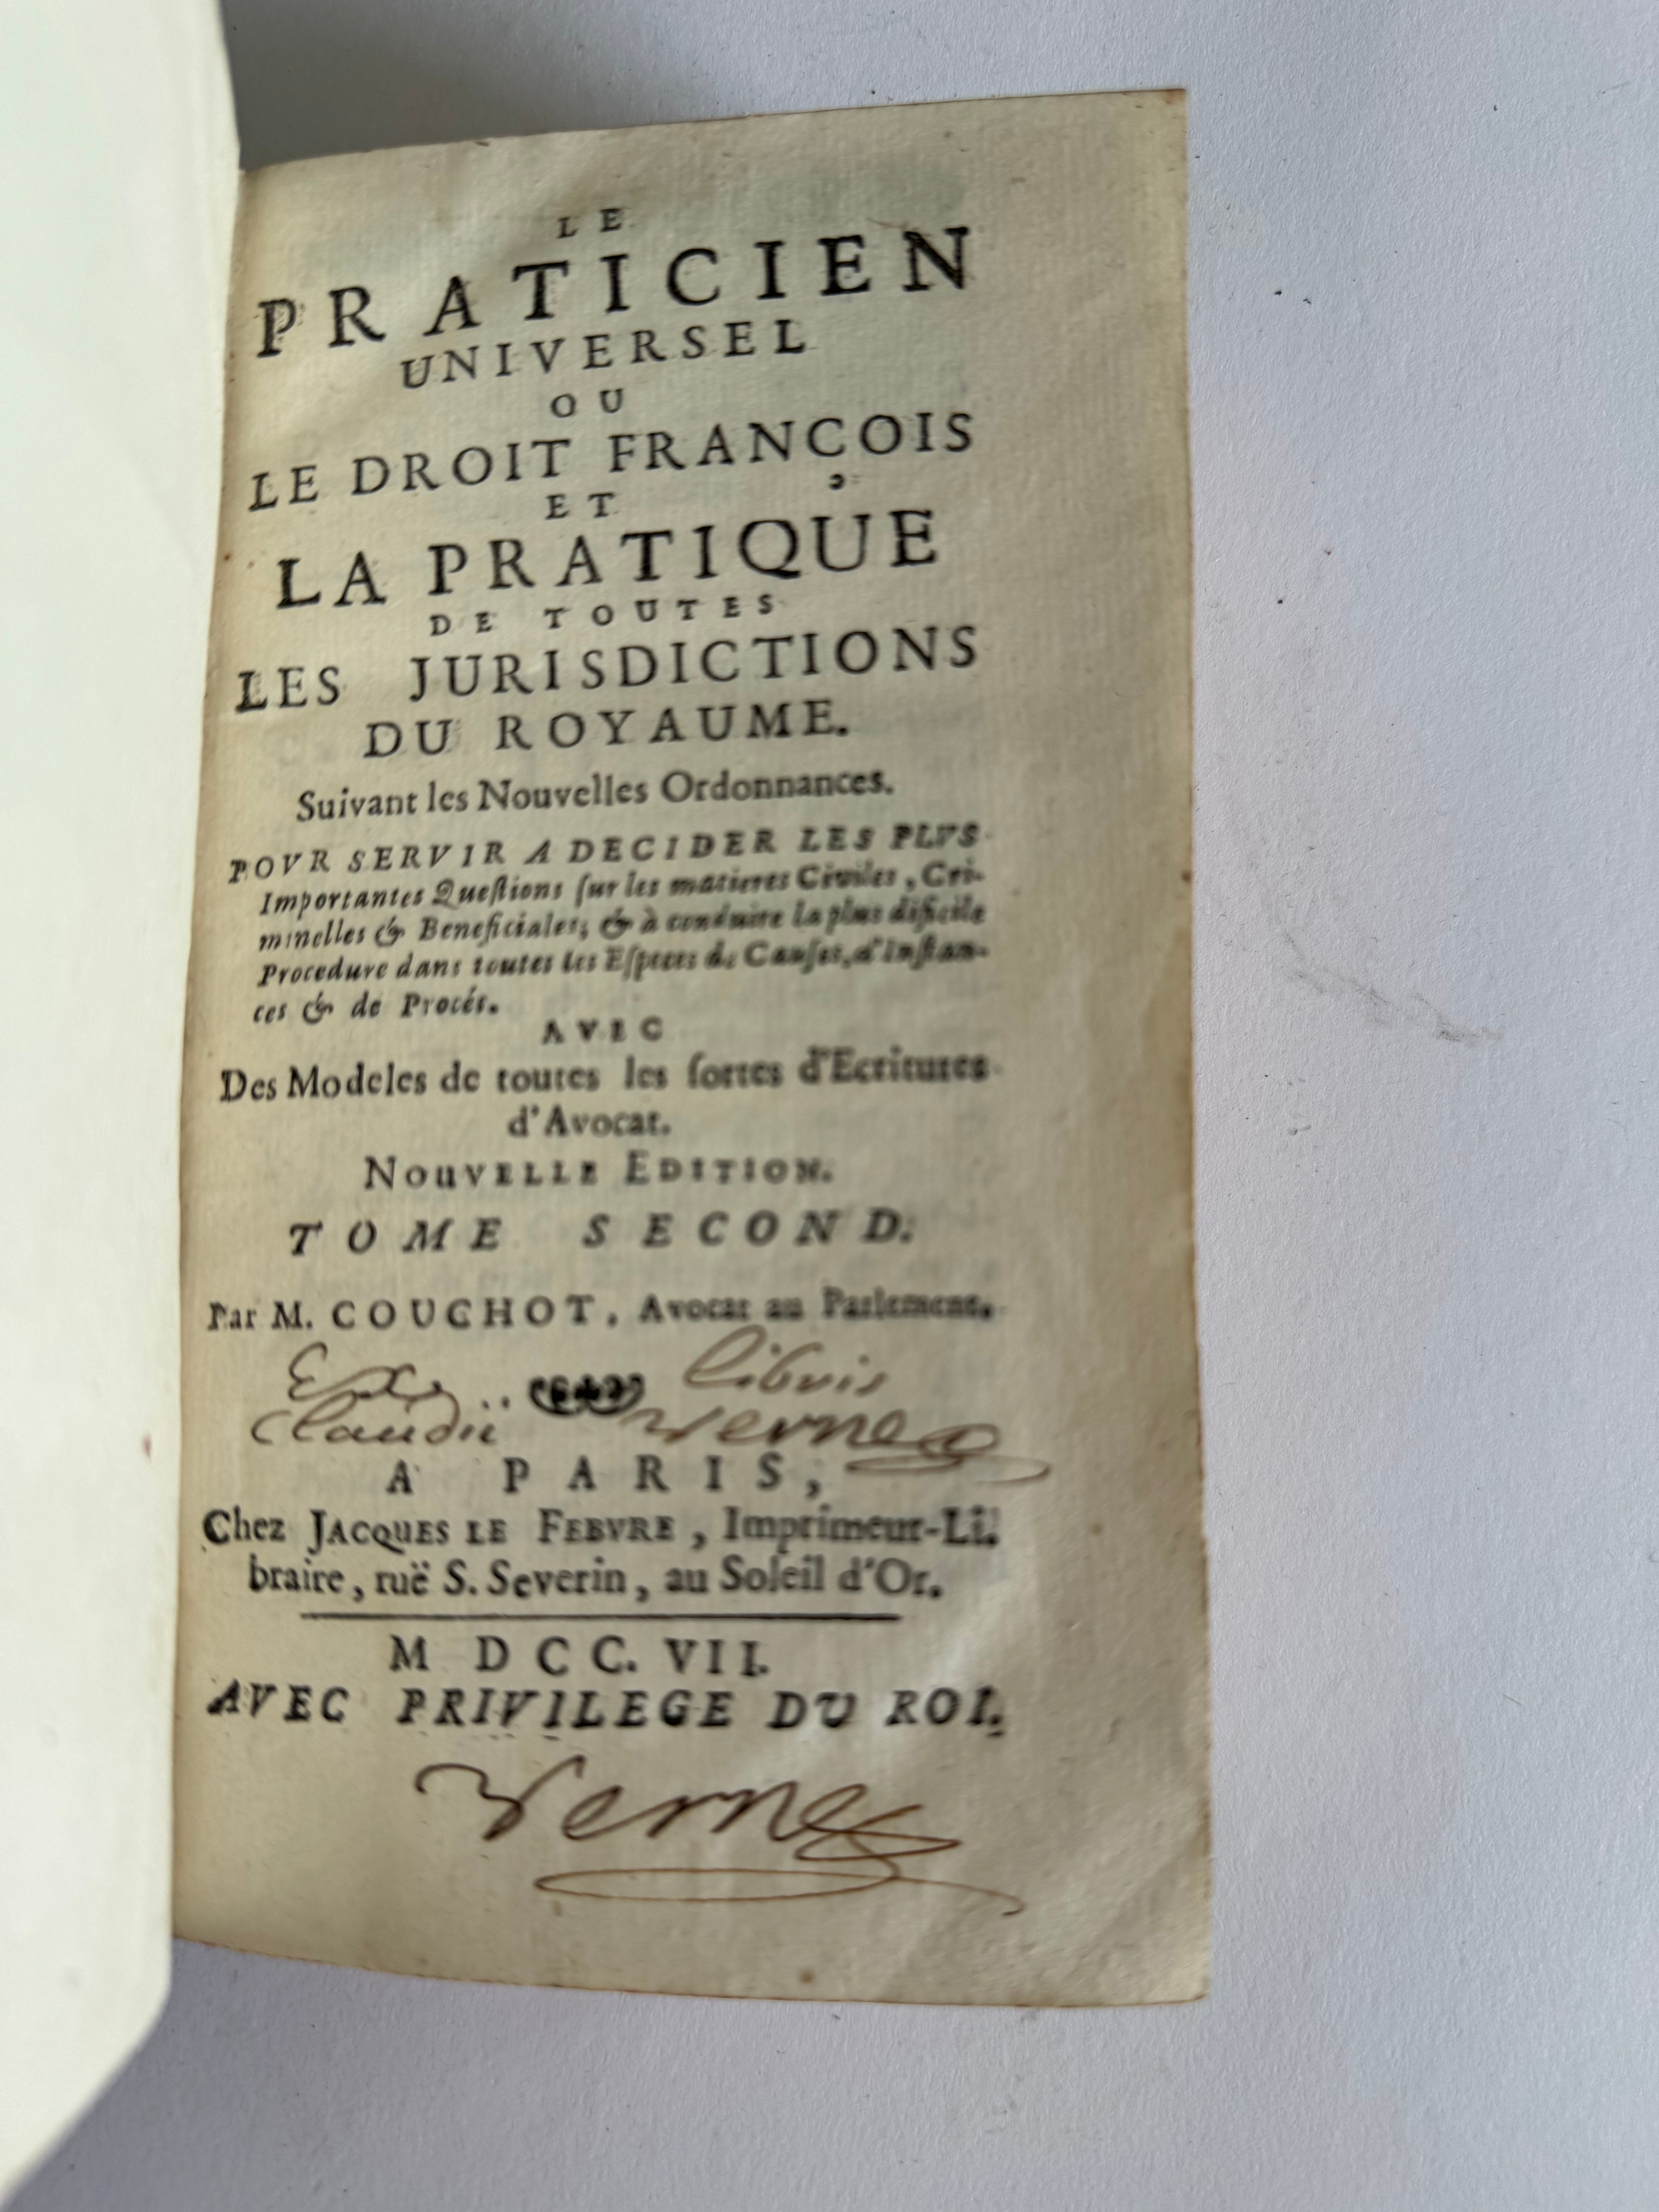 LE
PRATICIEN
UNIVERSEL
OU
LE DROIT FRANÇOIS
ET
LA PRATIQUE
DE TOUTES
LES JURISDICTIONS
DU ROYAUME.
Suivant les Nouvelles Ordonnances.
POVR SERVIR A DECIDER LES PLVS
Importantes Queſtions ſur les matieres Civiles, Cri-
minelles & Beneficiales; & à conduire la plus difficile
Procedure dans toutes les Eſpeces de Cauſes, d'Inſtan-
ces & de Procés.
AVEC
Des Modeles de toutes les ſortes d'Ecritures
d'Avocat.
NOUVELLE EDITION.
TOME SECOND.
Par M. COUCHOT, Avocat au Parlement.
Ex libris
Claudii Verne
A PARIS,
Chez JACQUES LE FEBVRE, Imprimeur-Li-
braire, ruë S. Severin, au Soleil d'Or.
M DCC. VII.
AVEC PRIVILEGE DU ROI.
Verne